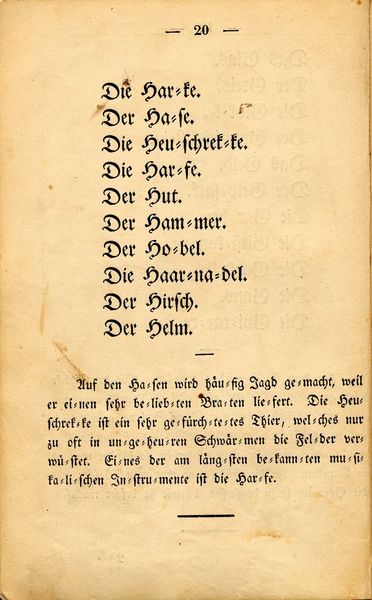 — 20 —
Die Har⸗ke.
Der Ha⸗se.
Die Heu⸗schrek⸗ke.
Die Har⸗fe.
Der Hut.
Der Ham⸗mer.
Der Ho⸗bel.
Die Haar⸗na⸗del.
Der Hirsch.
Der Helm.
Auf den Ha⸗sen wird häu⸗fig Jagd ge⸗macht, weil
er ei⸗nen sehr be⸗lieb⸗ten Bra⸗ten lie⸗fert. Die Heu⸗
schrek⸗ke ist ein sehr ge⸗fürch⸗te⸗tes Thier, wel⸗ches nur
zu oft in un⸗ge⸗heu⸗ren Schwär⸗men die Fel⸗der ver⸗
wü⸗stet. Ei⸗nes der am läng⸗sten be⸗kann⸗ten mu⸗si⸗
ka⸗li⸗schen In⸗stru⸗mente ist die Har⸗fe.